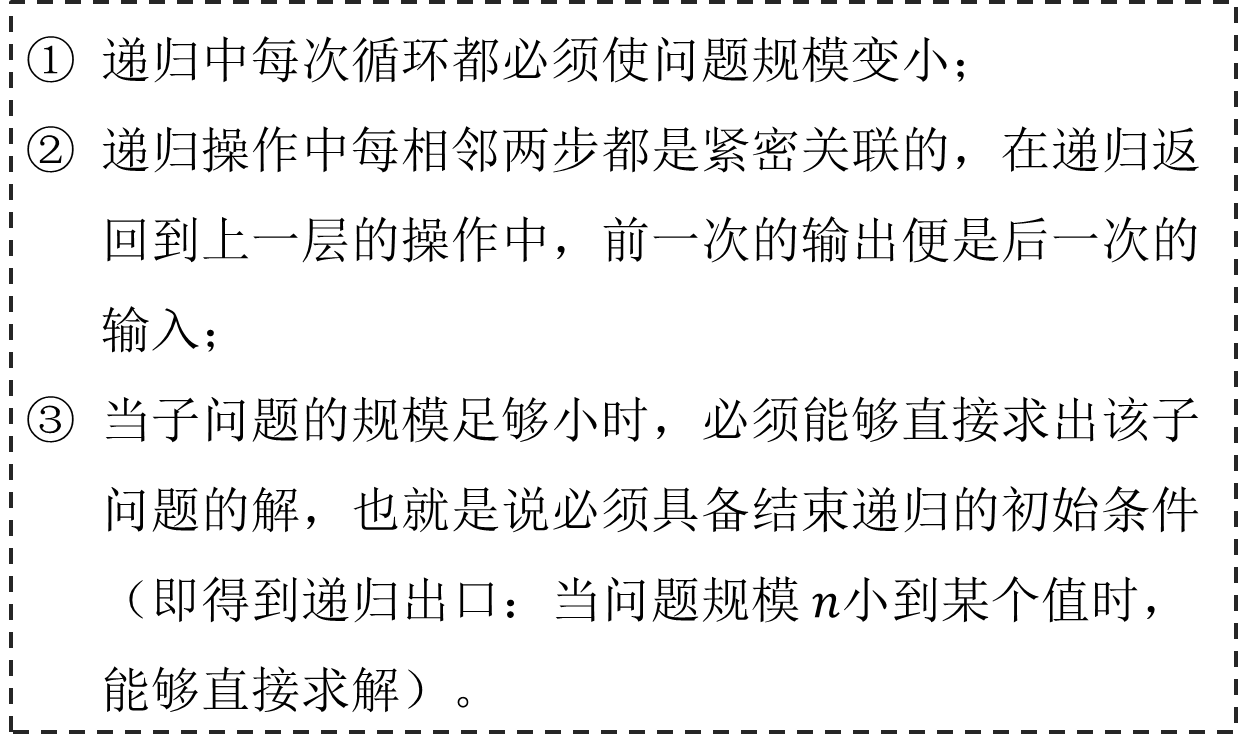 ① 递归中每次循环都必须使问题规模变小；
② 递归操作中每相邻两步都是紧密关联的，在递归返
回到上一层的操作中，前一次的输出便是后一次的
输入；
③ 当子问题的规模足够小时，必须能够直接求出该子
问题的解，也就是说必须具备结束递归的初始条件
（即得到递归出口：当问题规模 n小到某个值时，
能够直接求解）。